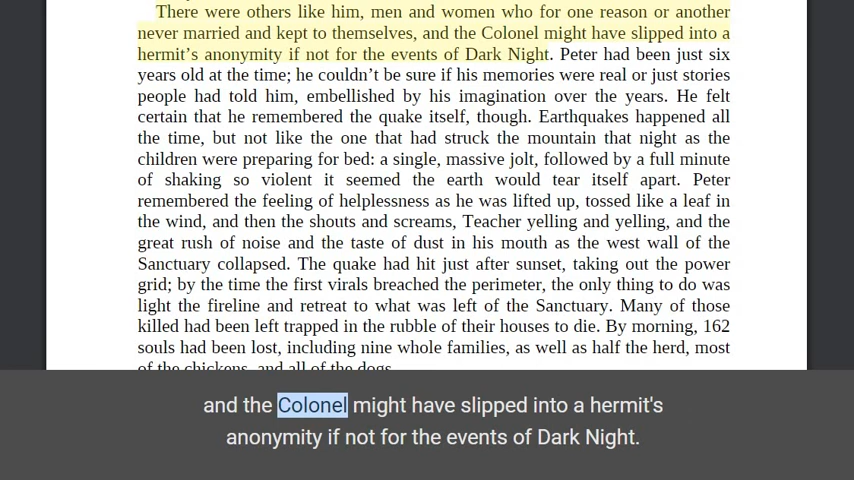 There were others like him, men and women who for one reason or another
never married and kept to themselves, and the Colonel might have slipped into a
hermit’s anonymity if not for the events of Dark Night. Peter had been just six
years old at the time; he couldn’t be sure if his memories were real or just stories
people had told him, embellished by his imagination over the years. He felt
certain that he remembered the quake itself, though. Earthquakes happened all
the time, but not like the one that had struck the mountain that night as the
children were preparing for bed: a single, massive jolt, followed by a full minute
of shaking so violent it seemed the earth would tear itself apart. Peter
remembered the feeling of helplessness as he was lifted up, tossed like a leaf in
the wind, and then the shouts and screams, Teacher yelling and yelling, and the
great rush of noise and the taste of dust in his mouth as the west wall of the
Sanctuary collapsed. The quake had hit just after sunset, taking out the power
grid; by the time the first virals breached the perimeter, the only thing to do was
light the fireline and retreat to what was left of the Sanctuary. Many of those
killed had been left trapped in the rubble of their houses to die. By morning, 162
souls had been lost, including nine whole families, as well as half the herd, most
of the chickens, and all of the dogs.
and the Colonel might have slipped into a hermit's
anonymity if not for the events of Dark Night.